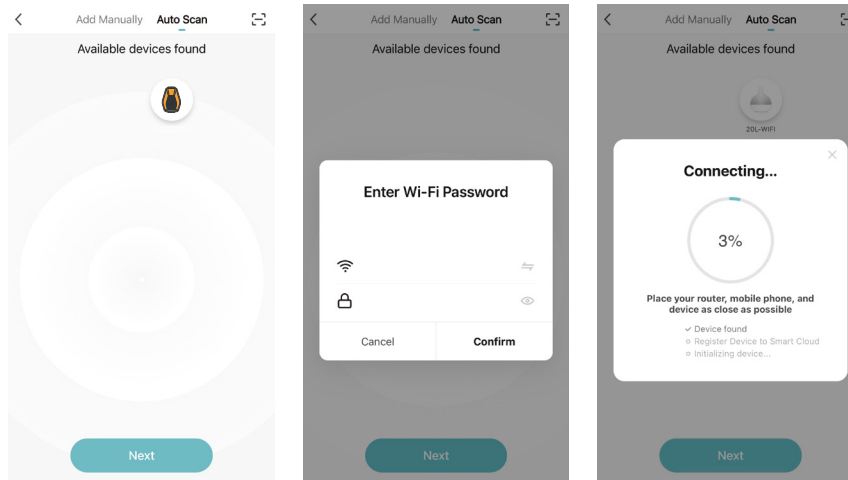 Add Manually Auto Scan
Available devices found
Next
Add Manually Auto Scan
Available devices found
Enter Wi-Fi Password
Cancel Confirm
Next
Add Manually Auto Scan
Available devices found
20L-WIFI
Connecting...
3%
Place your router, mobile phone, and
device as close as possible
Device found
Register Device to Smart Cloud
Initializing device...
Next